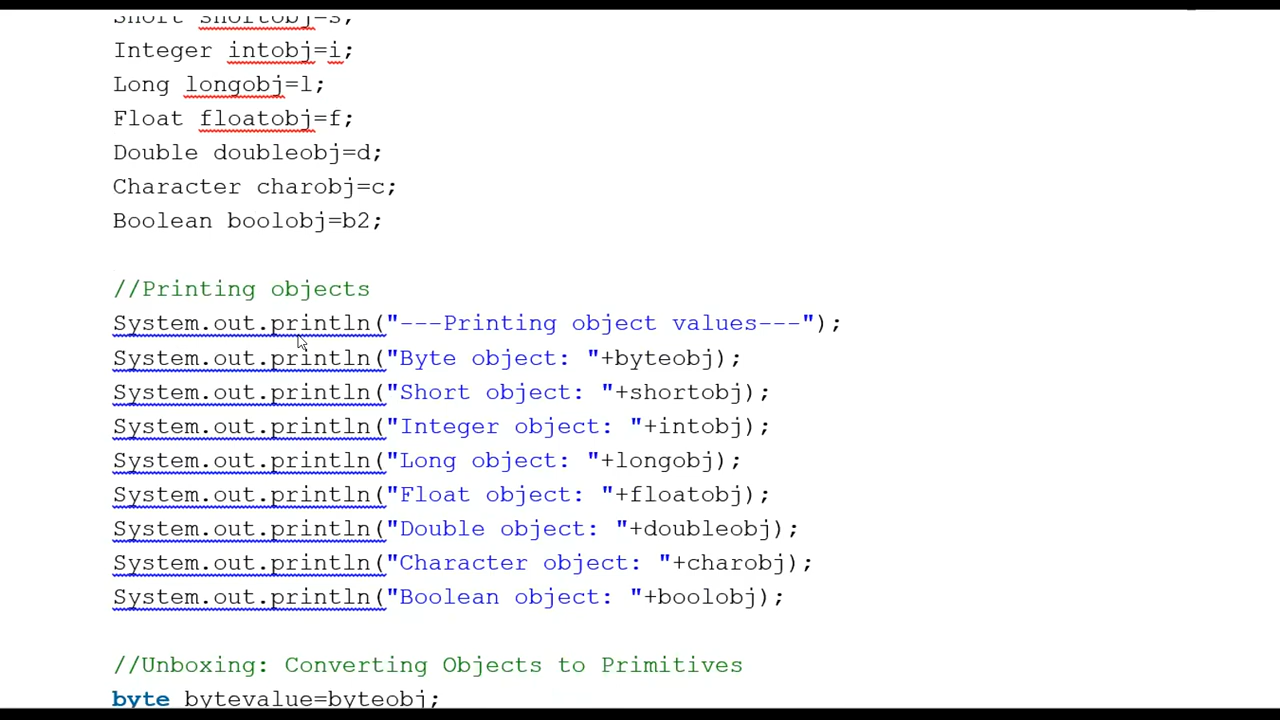 Short shortobj=s;
Integer intobj=i;
Long longobj=l;
Float floatobj=f;
Double doubleobj=d;
Character charobj=c;
Boolean boolobj=b2;
//Printing objects
System.out.println("---Printing object values---");
System.out.println("Byte object: "+byteobj);
System.out.println("Short object: "+shortobj);
System.out.println("Integer object: "+intobj);
System.out.println("Long object: "+longobj);
System.out.println("Float object: "+floatobj);
System.out.println("Double object: "+doubleobj);
System.out.println("Character object: "+charobj);
System.out.println("Boolean object: "+boolobj);
//Unboxing: Converting Objects to Primitives
byte bytevalue=byteobj;